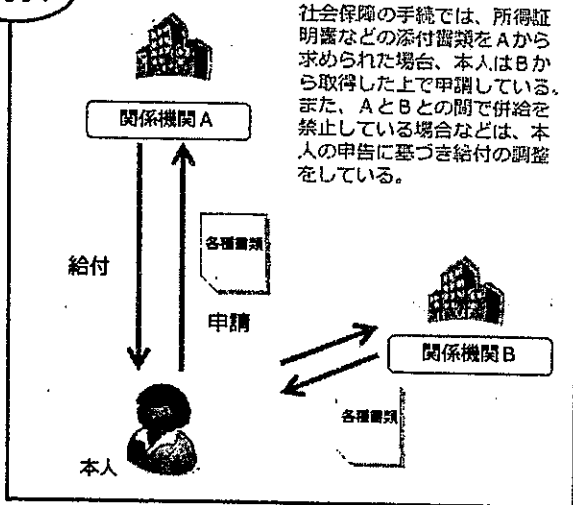 社会保障の手続では、所得証
明書などの添付書類をAから
求められた場合、本人はBか
ら取得した上で申請している。
また、AとBとの間で併給を
禁止している場合などは、本
人の申告に基づき給付の調整
をしている。
関係機関A
給付
各種書類
申請
関係機関B
各種書類
本人